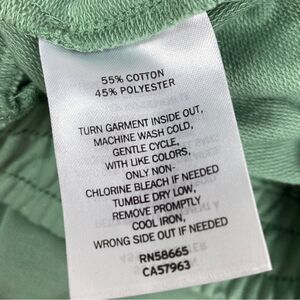 55% COTTON
45% POLYESTER
TURN GARMENT INSIDE OUT,
MACHINE WASH COLD,
GENTLE CYCLE,
WITH LIKE COLORS,
ONLY NON-
CHLORINE BLEACH IF NEEDED
TUMBLE DRY LOW,
REMOVE PROMPTLY
COOL IRON,
WRONG SIDE OUT IF NEEDED
RN58665
CA57963